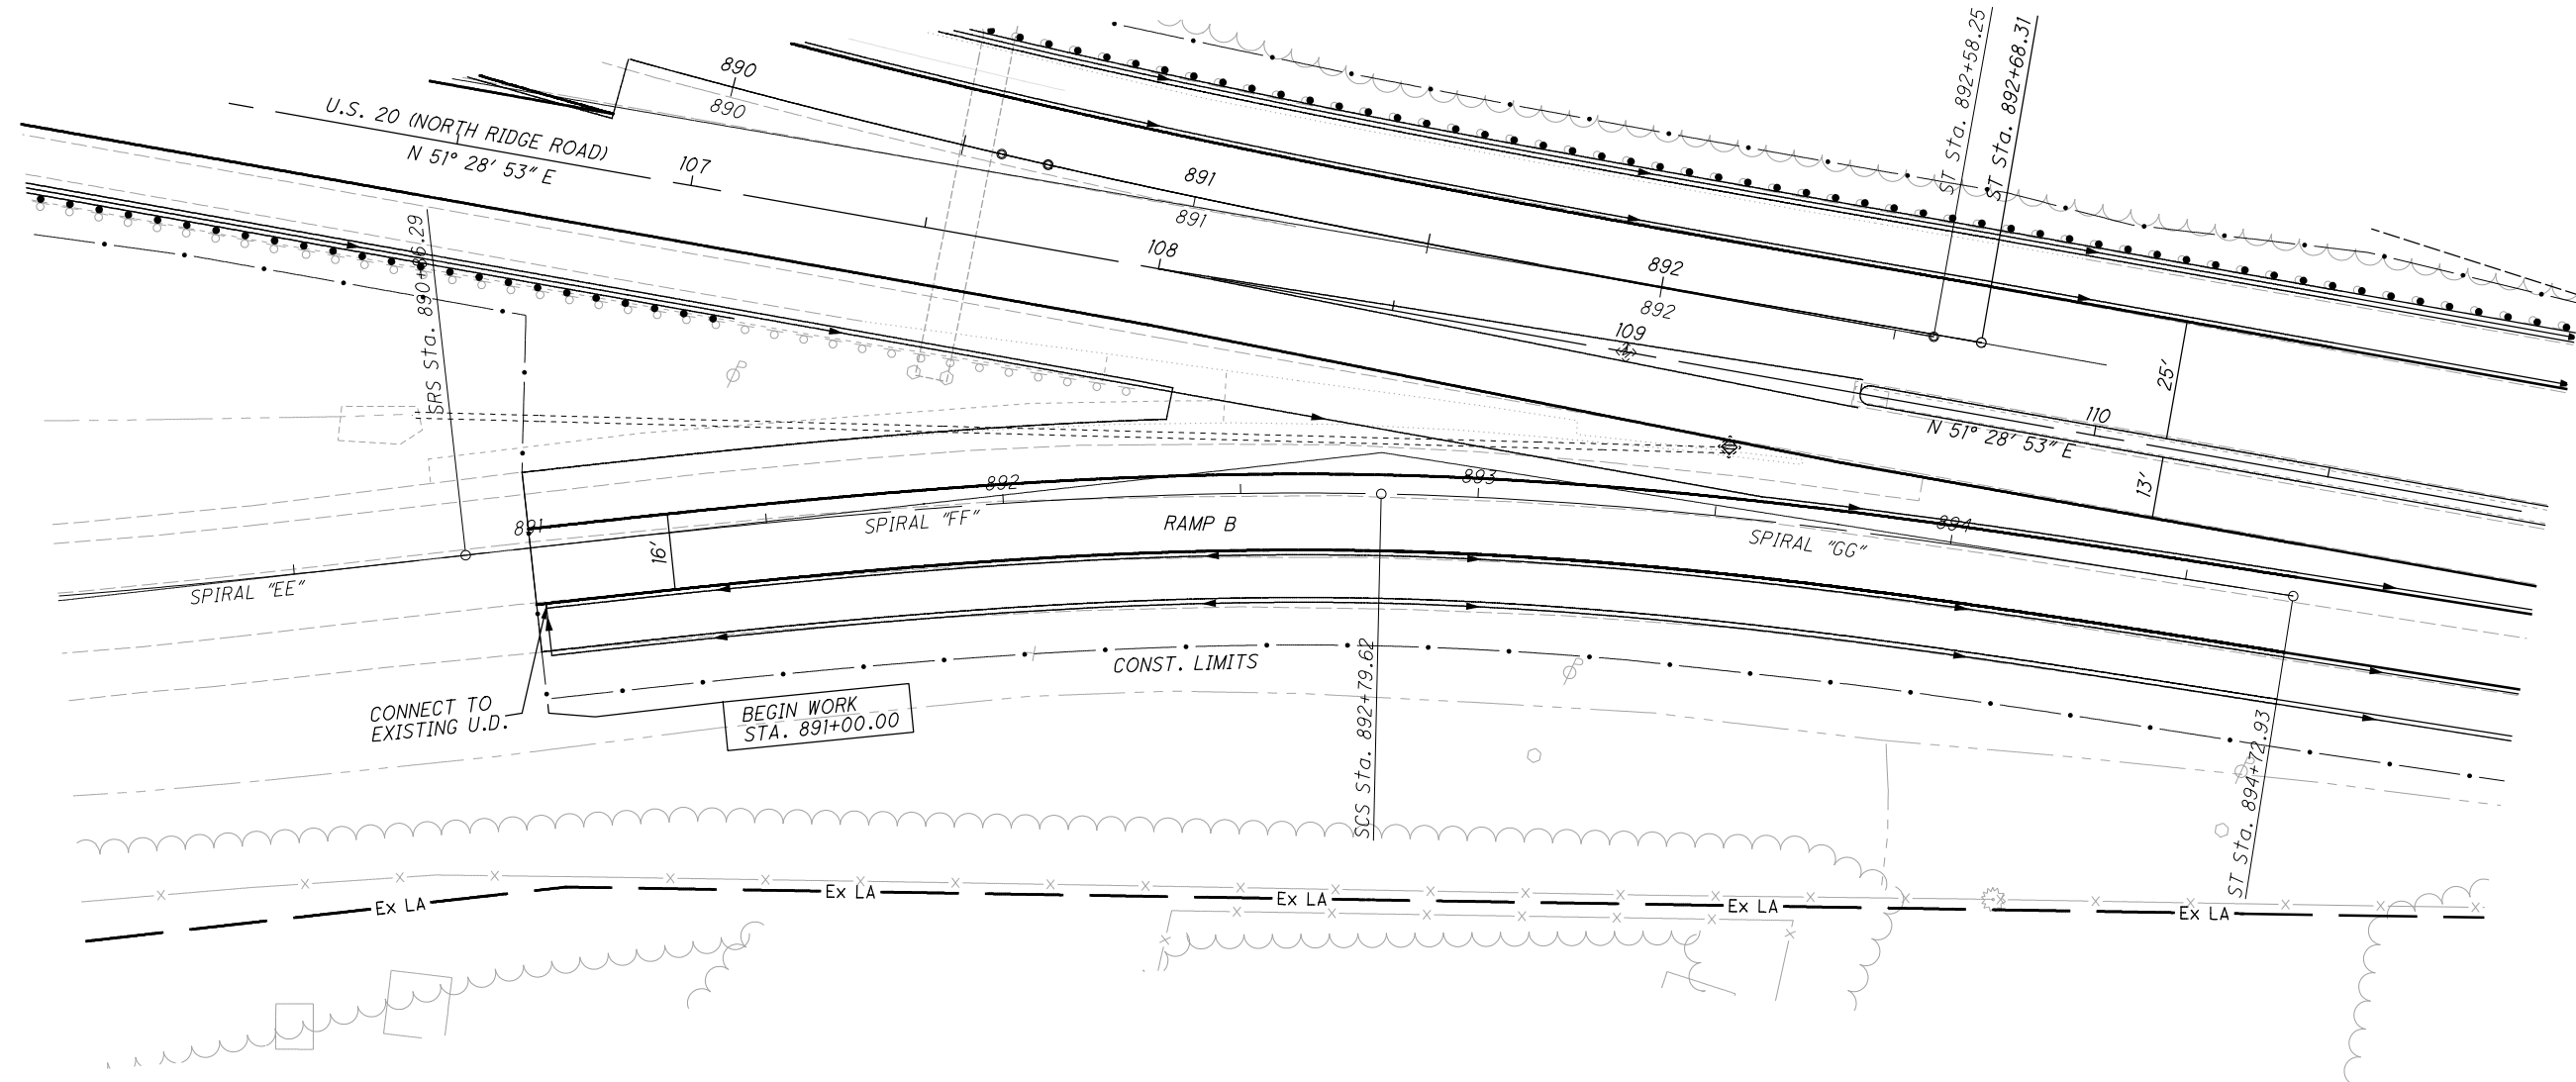 ST Sta. 892+58.25
ST Sta. 892+68.31
890
890
U.S. 20 (NORTH RIDGE ROAD)
N 51° 28' 53" E
107
891
891
108
892
892
109
25'
110
N 51° 28' 53" E
13'
SRS Sta. 890+86.29
891
892
893
894
SPIRAL "FF"
RAMP B
SPIRAL "GG"
16'
SPIRAL "EE"
CONST. LIMITS
SCS Sta. 892+79.62
CONNECT TO
EXISTING U.D.
BEGIN WORK
STA. 891+00.00
ST Sta. 894+72.93
Ex LA
Ex LA
Ex LA
Ex LA
Ex LA